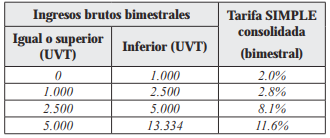 Ingresos brutos bimestrales
Tarifa SIMPLE
consolidada
(bimestral)
Igual o superior
(UVT)
Inferior (UVT)
0 1.000 2.0%
1.000 2.500 2.8%
2.500 5.000 8.1%
5.000 13.334 11.6%